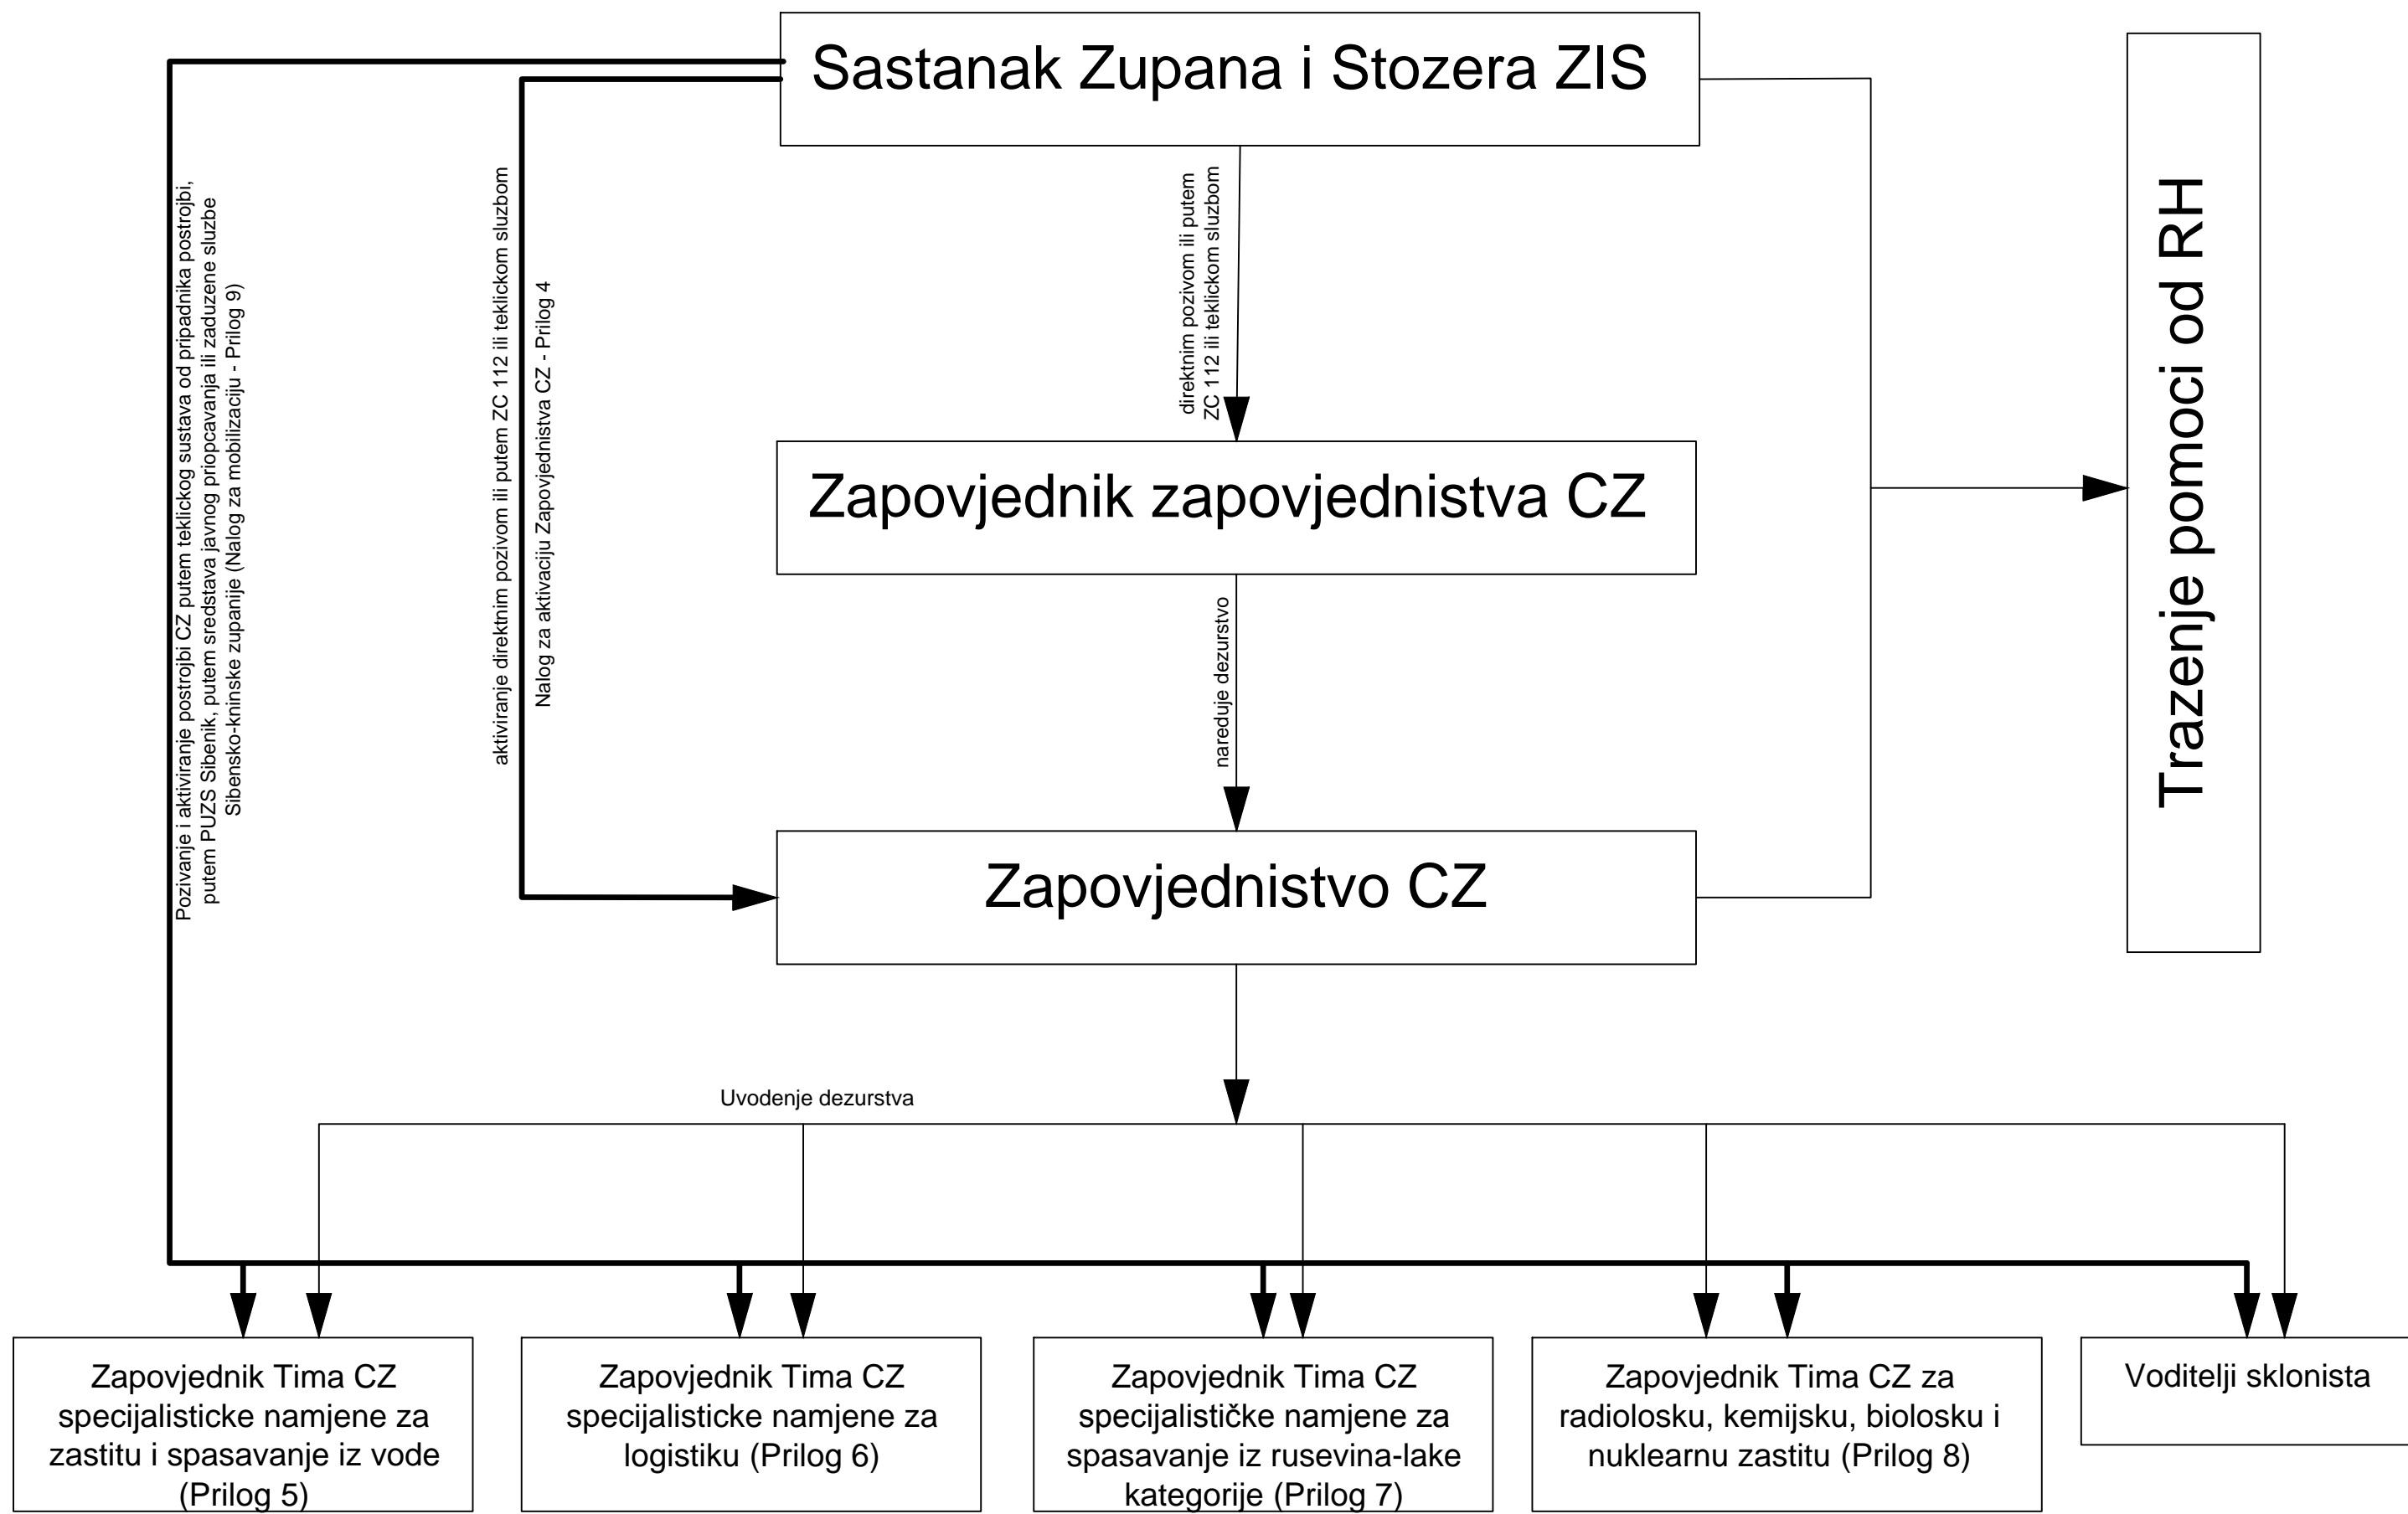 Sastanak Zupana i Stozera ZIS
Pozivanje i aktiviranje postrojbi CZ putem teklickog sustava od pripadnika postrojbi,
putem PUZS Sibenik, putem sredstava javnog priopcavanja ili zaduzene sluzbe
Sibensko-kninske zupanije (Nalog za mobilizaciju - Prilog 9)
aktiviranje direktnim pozivom ili putem ZC 112 ili teklickom sluzbom
Nalog za aktivaciju Zapovjednistva CZ - Prilog 4
direktnim pozivom ili putem
ZC 112 ili teklickom sluzbom
Trazenje pomoci od RH
Zapovjednik zapovjednistva CZ
nareduje dezurstvo
Zapovjednistvo CZ
Uvodenje dezurstva
Zapovjednik Tima CZ
specijalisticke namjene za
zastitu i spasavanje iz vode
(Prilog 5)
Zapovjednik Tima CZ
specijalisticke namjene za
logistiku (Prilog 6)
Zapovjednik Tima CZ
specijalističke namjene za
spasavanje iz rusevina-lake
kategorije (Prilog 7)
Zapovjednik Tima CZ za
radiolosku, kemijsku, biolosku i
nuklearnu zastitu (Prilog 8)
Voditelji sklonista